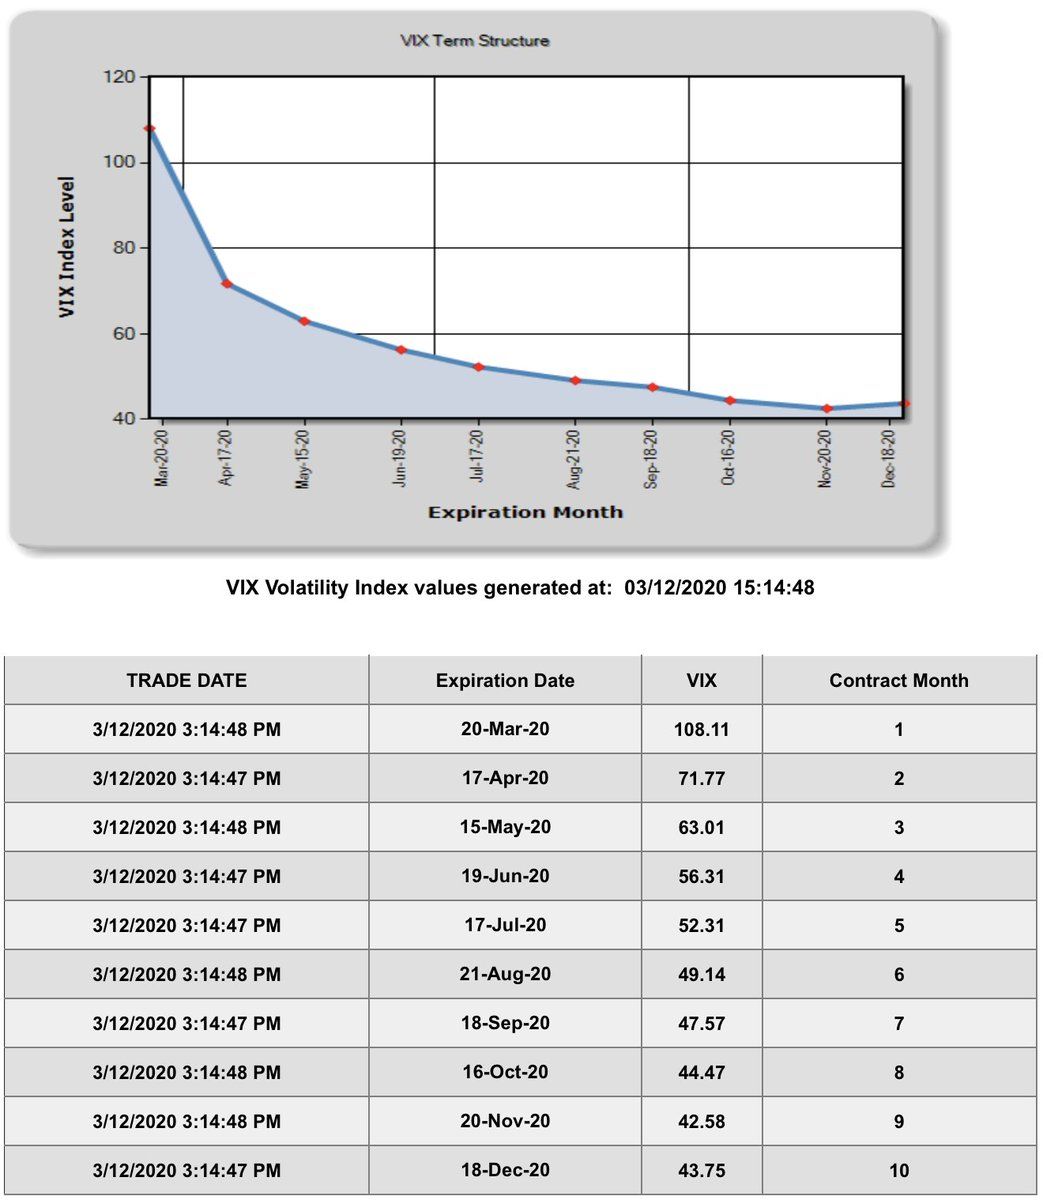 VIX Term Structure
120
100
80
60
40
VIX Index Level
Mar-20-20
Apr-17-20
May-15-20
Jun-19-20
Jul-17-20
Aug-21-20
Sep-18-20
Oct-16-20
Nov-20-20
Dec-18-20
Expiration Month
VIX Volatility Index values generated at: 03/12/2020 15:14:48
TRADE DATE Expiration Date VIX Contract Month
3/12/2020 3:14:48 PM 20-Mar-20 108.11 1
3/12/2020 3:14:47 PM 17-Apr-20 71.77 2
3/12/2020 3:14:48 PM 15-May-20 63.01 3
3/12/2020 3:14:47 PM 19-Jun-20 56.31 4
3/12/2020 3:14:47 PM 17-Jul-20 52.31 5
3/12/2020 3:14:48 PM 21-Aug-20 49.14 6
3/12/2020 3:14:47 PM 18-Sep-20 47.57 7
3/12/2020 3:14:48 PM 16-Oct-20 44.47 8
3/12/2020 3:14:48 PM 20-Nov-20 42.58 9
3/12/2020 3:14:47 PM 18-Dec-20 43.75 10